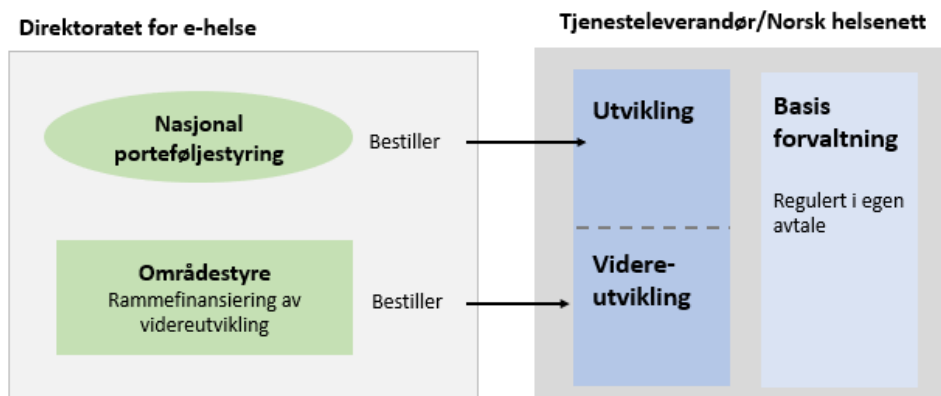 Direktoratet for e-helse
Nasjonal
porteføljestyring
Bestiller
Områdestyre
Rammefinansiering av
videreutvikling
Bestiller
Tjenesteleverandør/Norsk helsenett
Utvikling
Videre-
utvikling
Basis
forvaltning
Regulert i egen
avtale